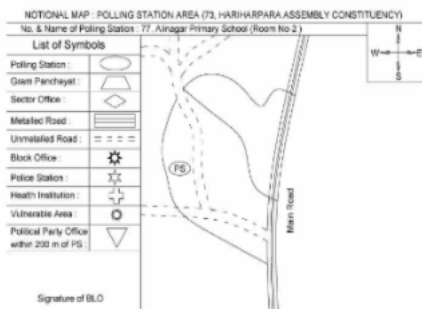 NOTIONAL MAP : POLLING STATION AREA (73, HARIHARPARA ASSEMBLY CONSTITUENCY)
No. & Name of Polling Station : 77, Alinagar Primary School (Room No-2 )
List of Symbols
Polling Station :
Gram Panchayat :
Sector Office :
Metalled Road :
Unmetalled Road :
Block Office :
Police Station :
Health Institution :
Vulnerable Area :
Political Party Office
within 200 m of PS :
Signature of BLO
PS
Main Road
N
W
E
S